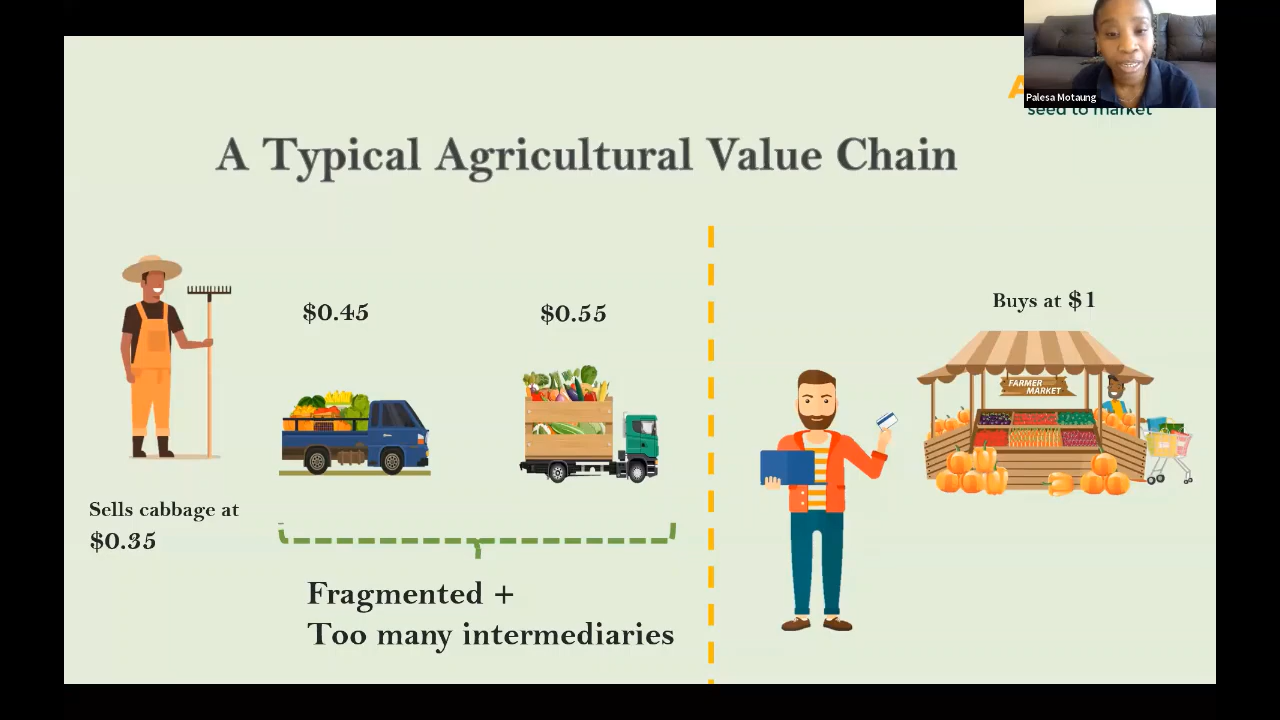 Palesa Motaung
seed to market
A Typical Agricultural Value Chain
$0.45
$0.55
Buys at $1
FARMER
MARKET
Sells cabbage at
$0.35
Fragmented +
Too many intermediaries